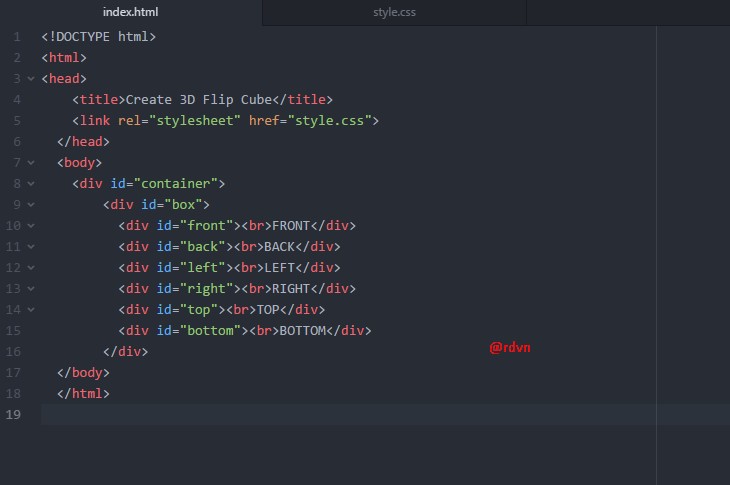 index.html style.css
1 <!DOCTYPE html>
2 <html>
3 <head>
4 <title>Create 3D Flip Cube</title>
5 <link rel="stylesheet" href="style.css">
6 </head>
7 <body>
8 <div id="container">
9 <div id="box">
10 <div id="front"><br>FRONT</div>
11 <div id="back"><br>BACK</div>
12 <div id="left"><br>LEFT</div>
13 <div id="right"><br>RIGHT</div>
14 <div id="top"><br>TOP</div>
15 <div id="bottom"><br>BOTTOM</div>
16 </div>
@rdvn
17 </body>
18 </html>
19